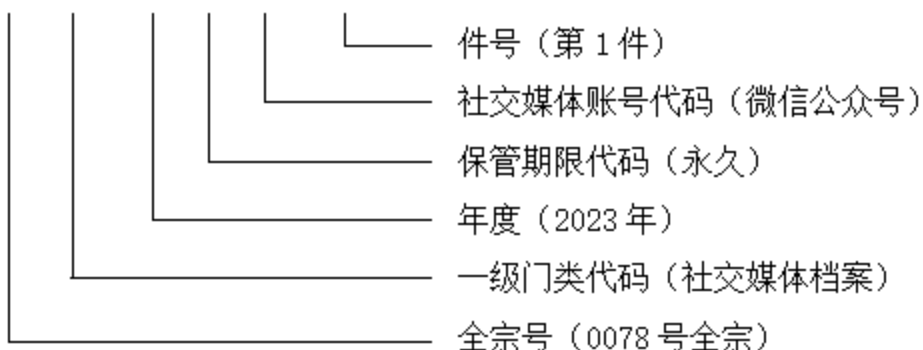 件号（第 1 件）
社交媒体账号代码（微信公众号）
保管期限代码（永久）
年度（2023 年）
一级门类代码（社交媒体档案）
全宗号（0078 号全宗）